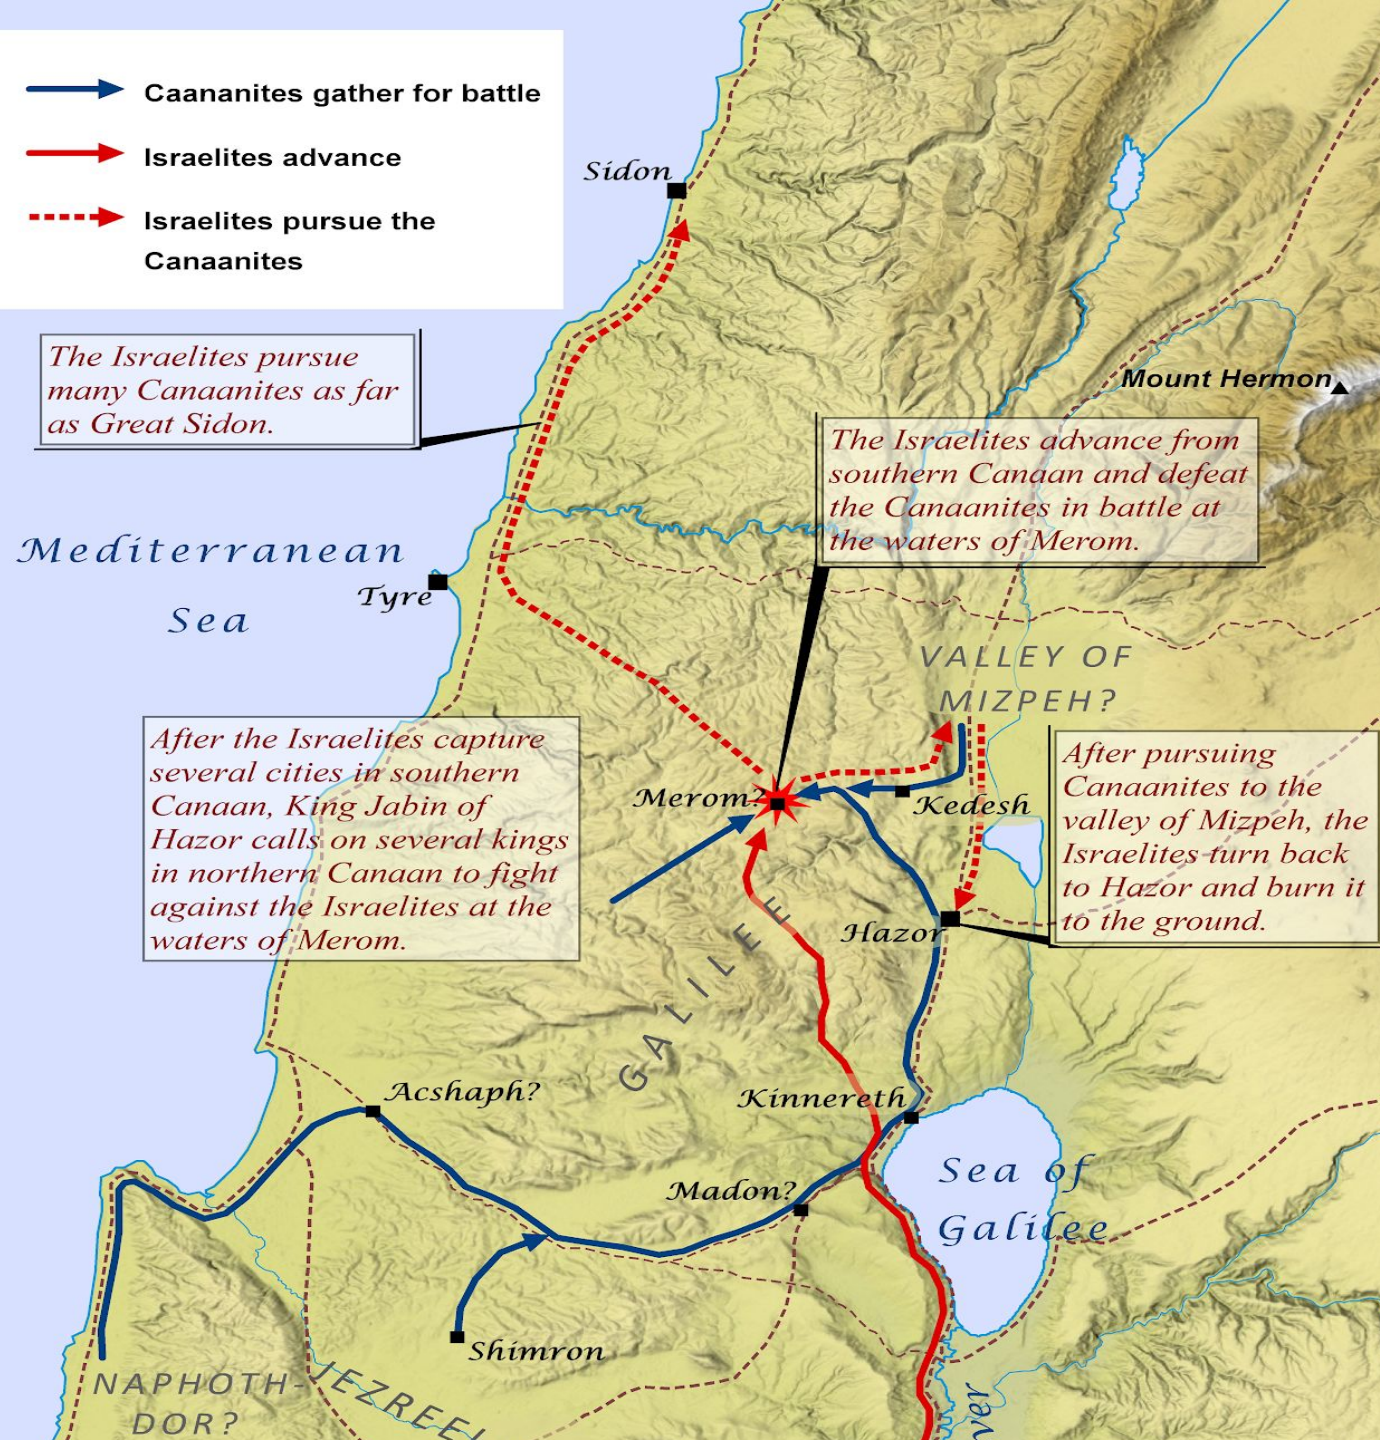 Caananites gather for battle
Israelites advance
Israelites pursue the
Canaanites
Sidon
The Israelites pursue
many Canaanites as far
as Great Sidon.
Mount Hermon
The Israelites advance from
southern Canaan and defeat
the Canaanites in battle at
the waters of Merom.
Mediterranean
Sea
Tyre
VALLEY OF
MIZPEH?
After the Israelites capture
several cities in southern
Canaan, King Jabin of
Hazor calls on several kings
in northern Canaan to fight
against the Israelites at the
waters of Merom.
Merom?
Kedesh
After pursuing
Canaanites to the
valley of Mizpeh, the
Israelites turn back
to Hazor and burn it
to the ground.
Hazor
GALILEE
Acshaph?
Kinnereth
Madon?
Sea of
Galilee
Shimron
NAPHOTH-
DOR?
JEZREEL
ver